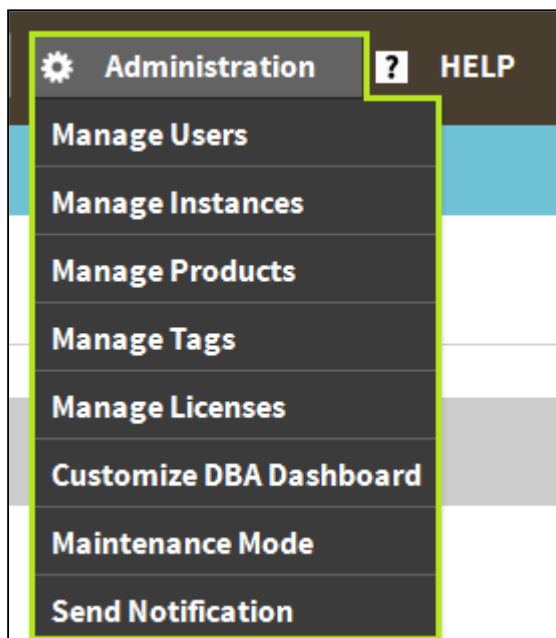 Administration ? HELP
Manage Users
Manage Instances
Manage Products
Manage Tags
Manage Licenses
Customize DBA Dashboard
Maintenance Mode
Send Notification